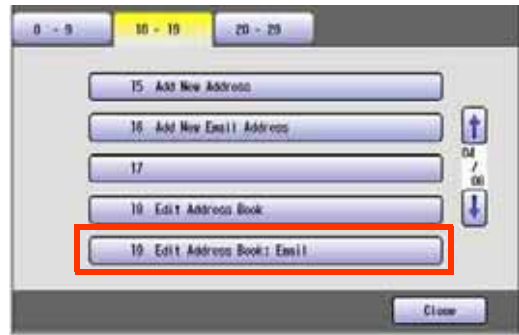 0 - 9
10 - 19
20 - 29
15 Add New Address
16 Add New Email Address
17
18 Edit Address Book
19 Edit Address Book: Email
04
/
06
Close